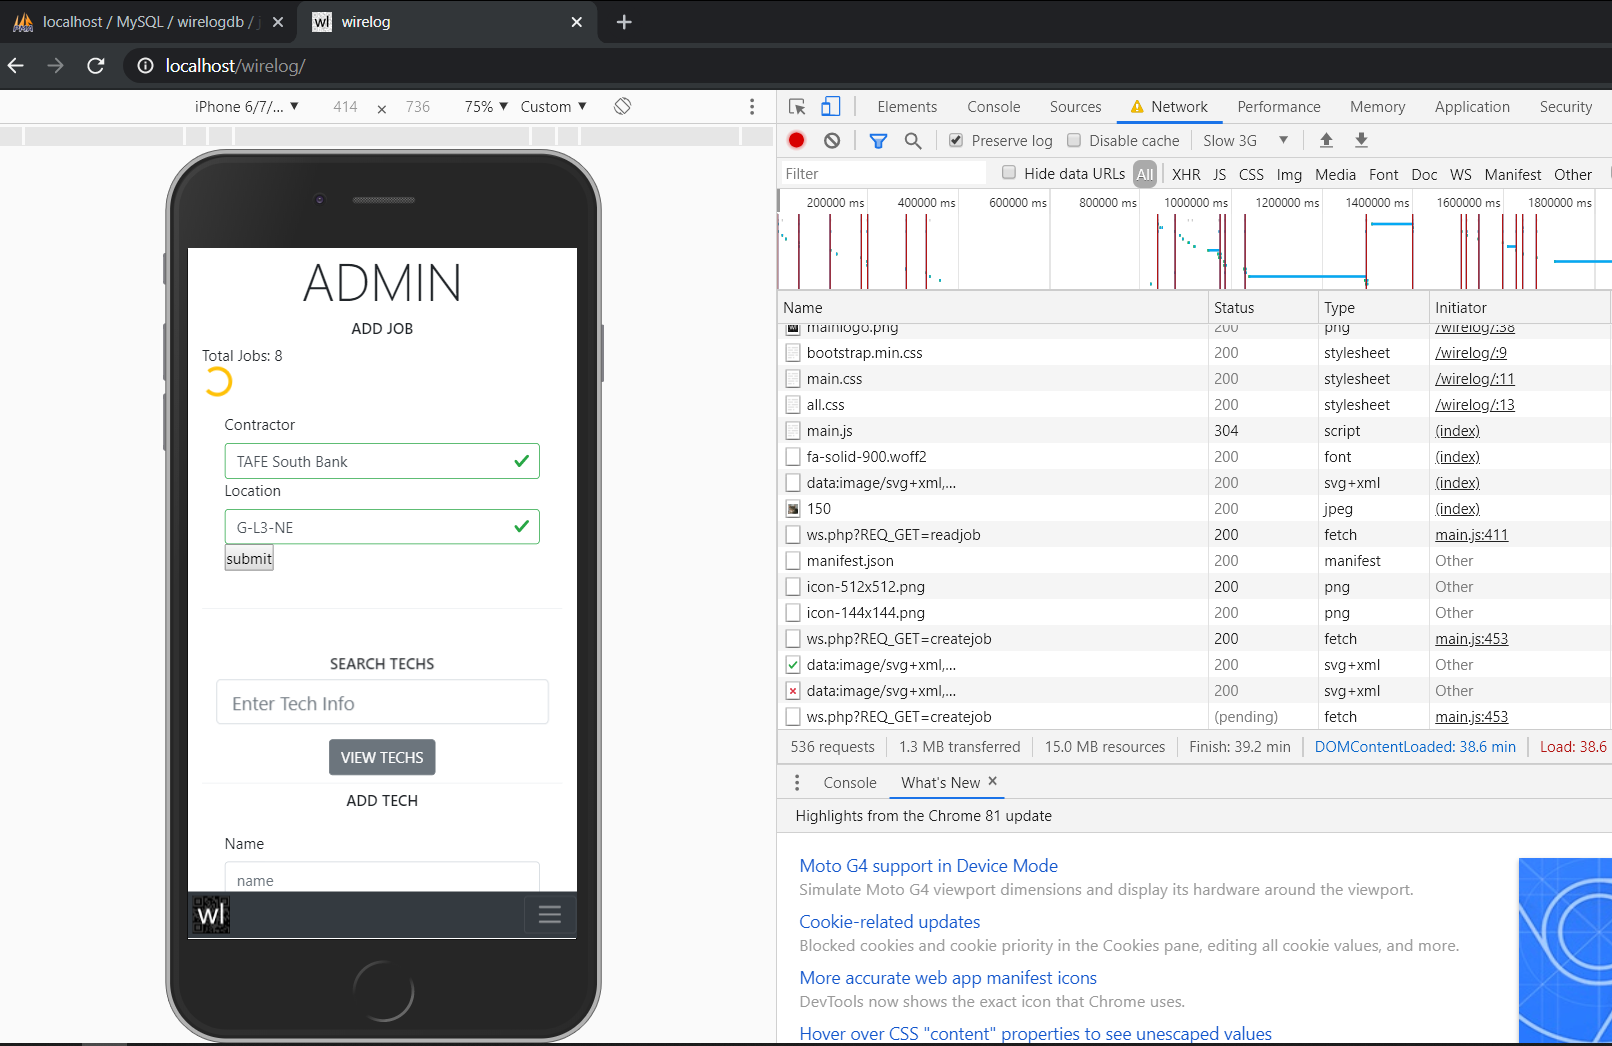 localhost / MySQL / wirelogdb /
wl wirelog
localhost/wirelog/
iPhone 6/7/... 414 × 736 75% Custom
ADMIN
ADD JOB
Total Jobs: 8
Contractor
TAFE South Bank
Location
G-L3-NE
submit
SEARCH TECHS
Enter Tech Info
VIEW TECHS
ADD TECH
Name
name
wl
Elements Console Sources Network Performance Memory Application Security
Preserve log Disable cache Slow 3G
Filter Hide data URLs All XHR JS CSS Img Media Font Doc WS Manifest Other
200000 ms 400000 ms 600000 ms 800000 ms 1000000 ms 1200000 ms 1400000 ms 1600000 ms 1800000 ms
Name Status Type Initiator
mainlogo.png 200 png /wirelog/:38
bootstrap.min.css 200 stylesheet /wirelog/:9
main.css 200 stylesheet /wirelog/:11
all.css 200 stylesheet /wirelog/:13
main.js 304 script (index)
fa-solid-900.woff2 200 font (index)
data:image/svg+xml,... 200 svg+xml (index)
150 200 jpeg (index)
ws.php?REQ_GET=readjob 200 fetch main.js:411
manifest.json 200 manifest Other
icon-512x512.png 200 png Other
icon-144x144.png 200 png Other
ws.php?REQ_GET=createjob 200 fetch main.js:453
data:image/svg+xml,... 200 svg+xml Other
data:image/svg+xml,... 200 svg+xml Other
ws.php?REQ_GET=createjob (pending) fetch main.js:453
536 requests 1.3 MB transferred 15.0 MB resources Finish: 39.2 min DOMContentLoaded: 38.6 min Load: 38.6
Console What's New
Highlights from the Chrome 81 update
Moto G4 support in Device Mode
Simulate Moto G4 viewport dimensions and display its hardware around the viewport.
Cookie-related updates
Blocked cookies and cookie priority in the Cookies pane, editing all cookie values, and more.
More accurate web app manifest icons
DevTools now shows the exact icon that Chrome uses.
Hover over CSS "content" properties to see unescaped values